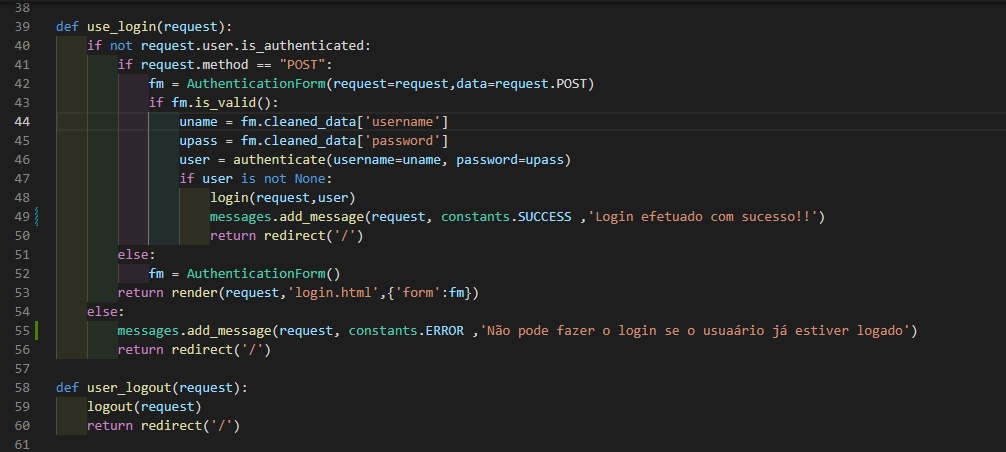 38
39 def use_login(request):
40     if not request.user.is_authenticated:
41         if request.method == "POST":
42             fm = AuthenticationForm(request=request,data=request.POST)
43             if fm.is_valid():
44                 uname = fm.cleaned_data['username']
45                 upass = fm.cleaned_data['password']
46                 user = authenticate(username=uname, password=upass)
47                 if user is not None:
48                     login(request,user)
49                     messages.add_message(request, constants.SUCCESS ,'Login efetuado com sucesso!!')
50                     return redirect('/')
51         else:
52             fm = AuthenticationForm()
53         return render(request,'login.html',{'form':fm})
54     else:
55         messages.add_message(request, constants.ERROR ,'Não pode fazer o login se o usuaário já estiver logado')
56         return redirect('/')
57
58 def user_logout(request):
59     logout(request)
60     return redirect('/')
61